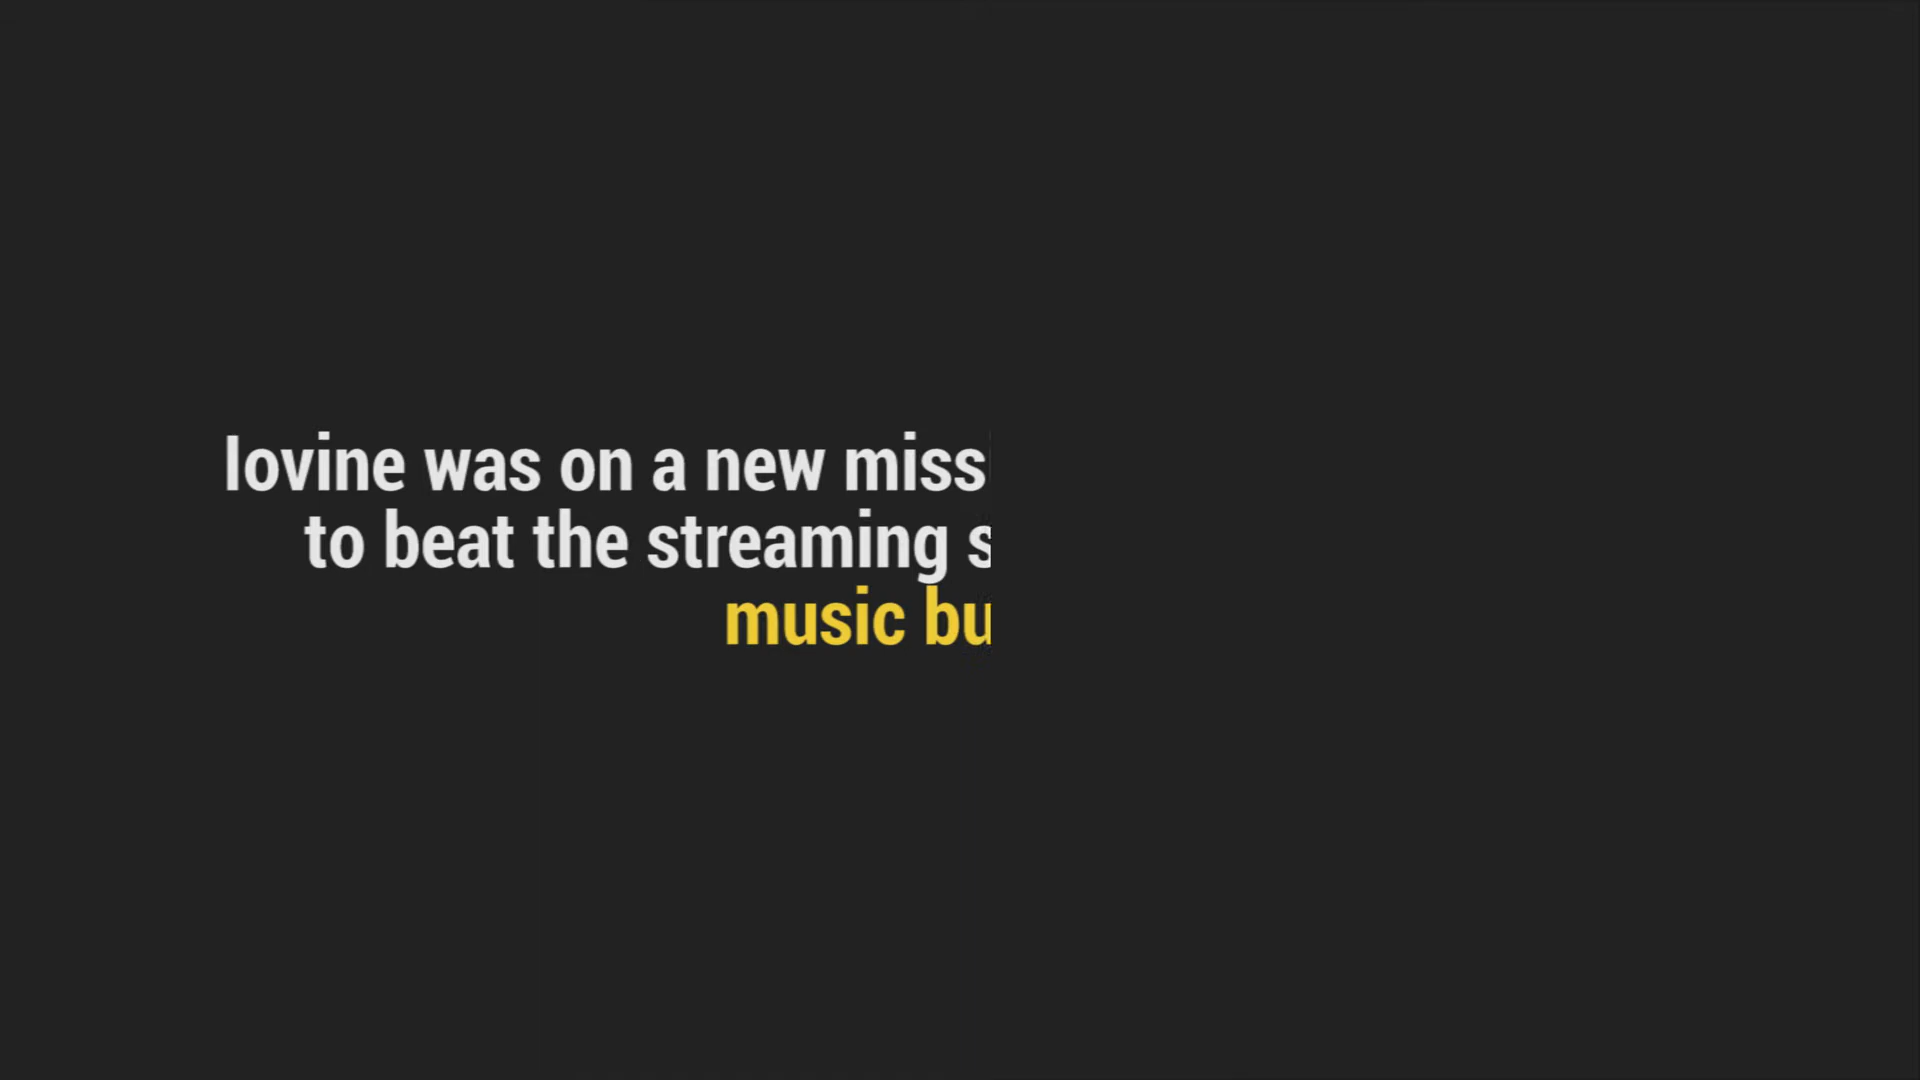 Iovine was on a new miss
to beat the streaming s
music bu